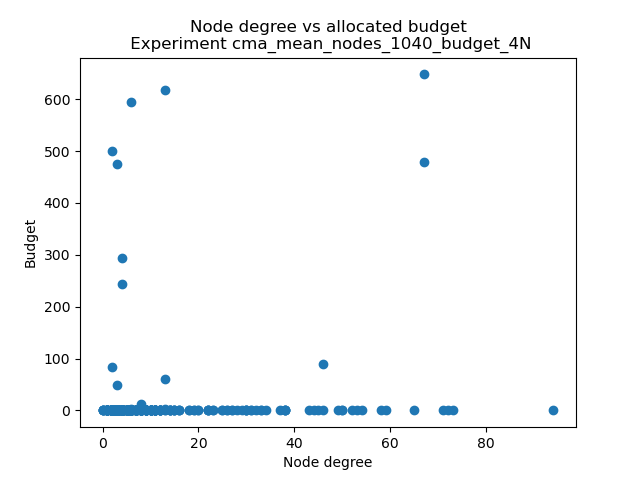 Node degree vs allocated budget
Experiment cma_mean_nodes_1040_budget_4N
600
500
400
300
200
100
0
Budget
0 20 40 60 80
Node degree